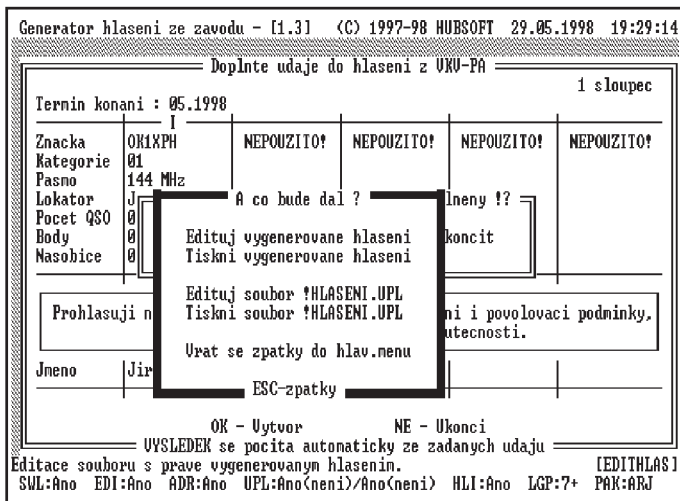 Generator hlaseni ze zavodu - [1.3] (C) 1997-98 HUBSOFT 29.05.1998 19:29:14
Doplnte udaje do hlaseni z VKV-PA
1 sloupec
Termin konani : 05.1998
I
Znacka OK1XPH NEPOUZITO! NEPOUZITO! NEPOUZITO! NEPOUZITO!
Kategorie 01
Pasmo 144 MHz
Lokator J A co bude dal ? lneny !?
Pocet QSO 0
Body 0 Edituj vygenerovane hlaseni koncit
Nasobice 0 Tiskni vygenerovane hlaseni
Edituj soubor !HLASENI.UPL
Prohlasuji n Tiskni soubor !HLASENI.UPL ni i povolovaci podminky,
utecnosti.
Vrat se zpatky do hlav.menu
Jmeno Jir
ESC-zpatky
OK - Vytvor NE - Ukonci
VYSLEDEK se pocita automaticky ze zadanych udaju
Editace souboru s prave vygenerovanym hlasenim. [EDITHLAS]
SWL:Ano EDI:Ano ADR:Ano UPL:Ano(neni)/Ano(neni) HLI:Ano LGP:7+ PAK:ARJ